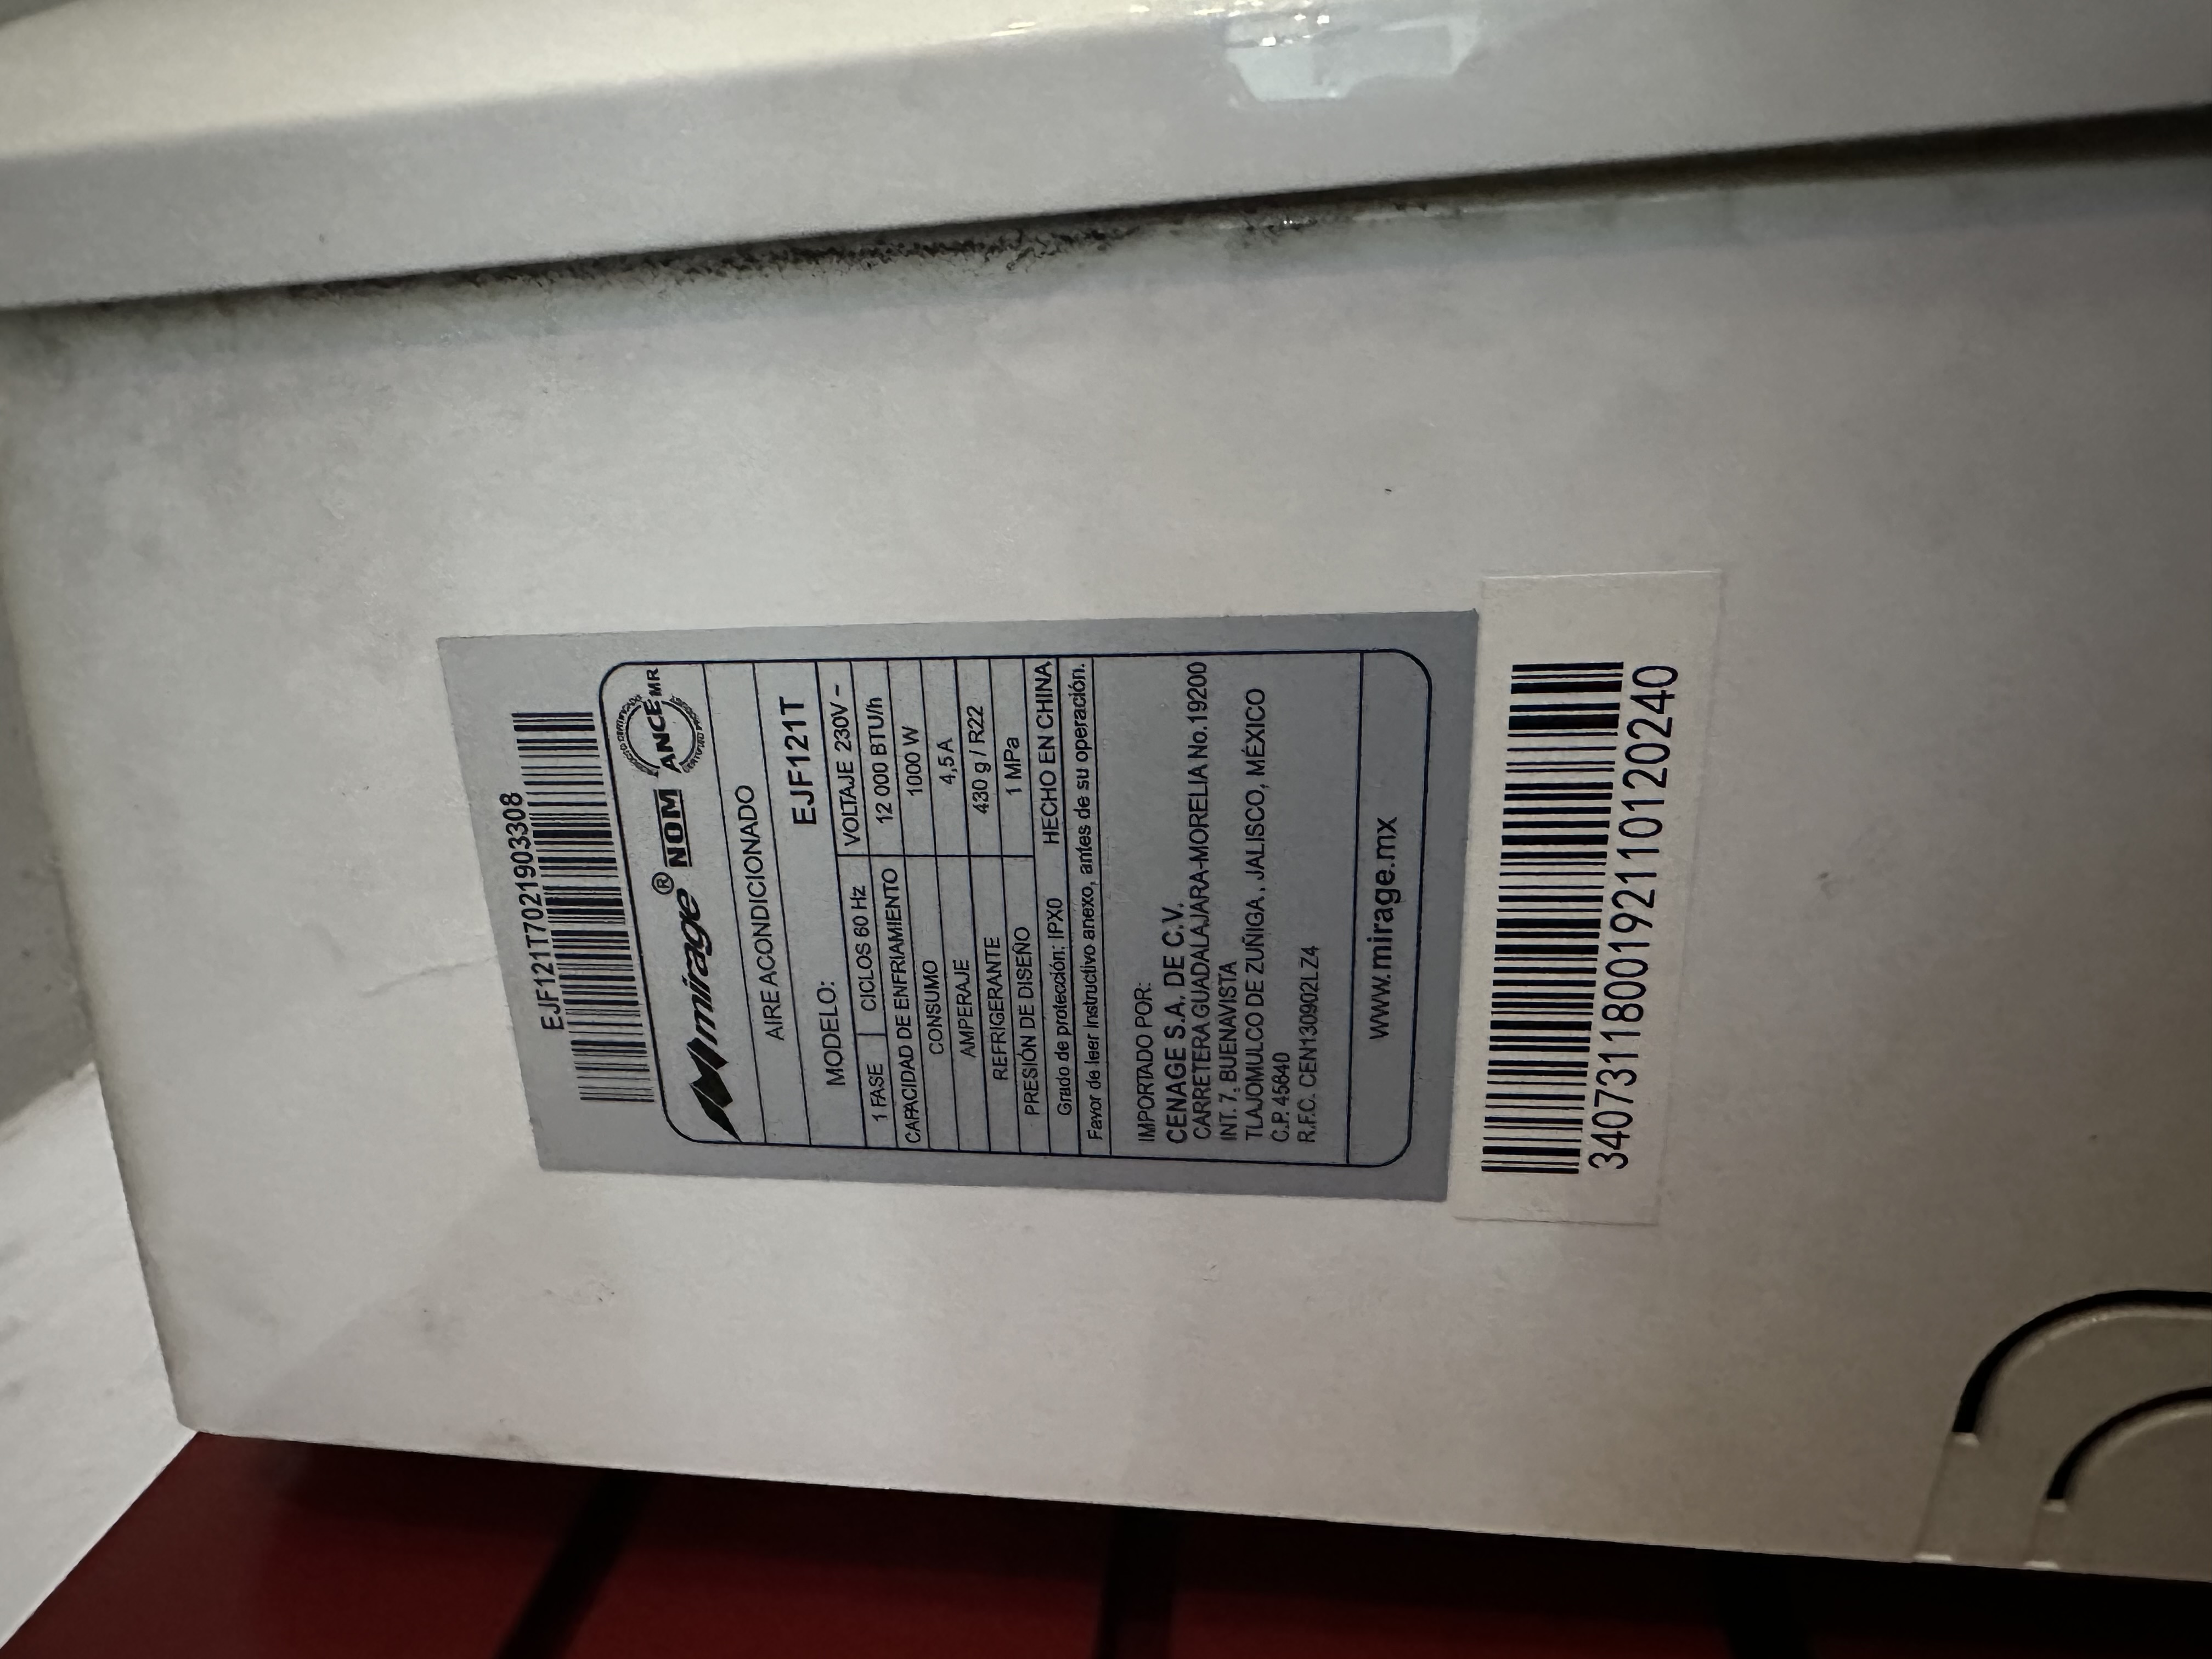 EJF121T7021903308
mirage® NOM ANCE MR
AIRE ACONDICIONADO
MODELO: EJF121T
1 FASE CICLOS 60 Hz VOLTAJE 230V ~
CAPACIDAD DE ENFRIAMIENTO 12 000 BTU/h
CONSUMO 1000 W
AMPERAJE 4,5 A
REFRIGERANTE 430 g / R22
PRESIÓN DE DISEÑO 1 MPa
Grado de protección: IPX0 HECHO EN CHINA
Favor de leer instructivo anexo, antes de su operación.
IMPORTADO POR:
CENAGE S.A. DE C.V.
CARRETERA GUADALAJARA-MORELIA No.19200
INT. 7, BUENAVISTA
TLAJOMULCO DE ZUÑIGA, JALISCO, MÉXICO
C.P. 45640
R.F.C. CEN130902LZ4
www.mirage.mx
3407311800192110120240